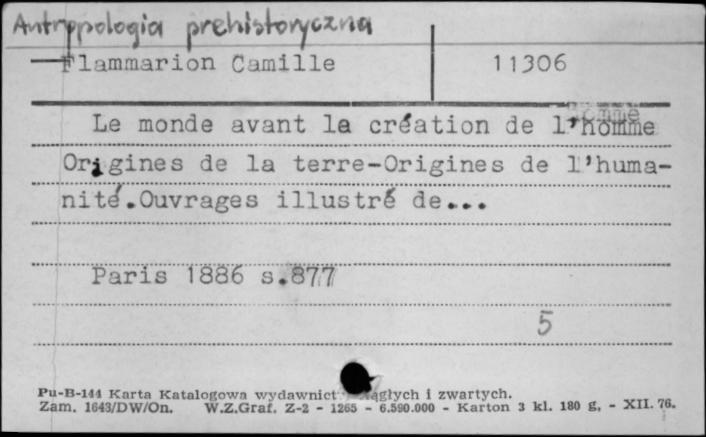 Antropologia prehistoryczna
Flammarion Camille 11306
Le monde avant la création de l'homme
Origines de la terre-Origines de l'huma-
nité.Ouvrages illustré de...
Paris 1886 s.877
5
Pu-B-144 Karta Katalogowa wydawnict ciągłych i zwartych.
Zam. 1643/DW/On. W.Z.Graf. Z-2 - 1265 - 6.590.000 - Karton 3 kl. 180 g, - XII. 76.